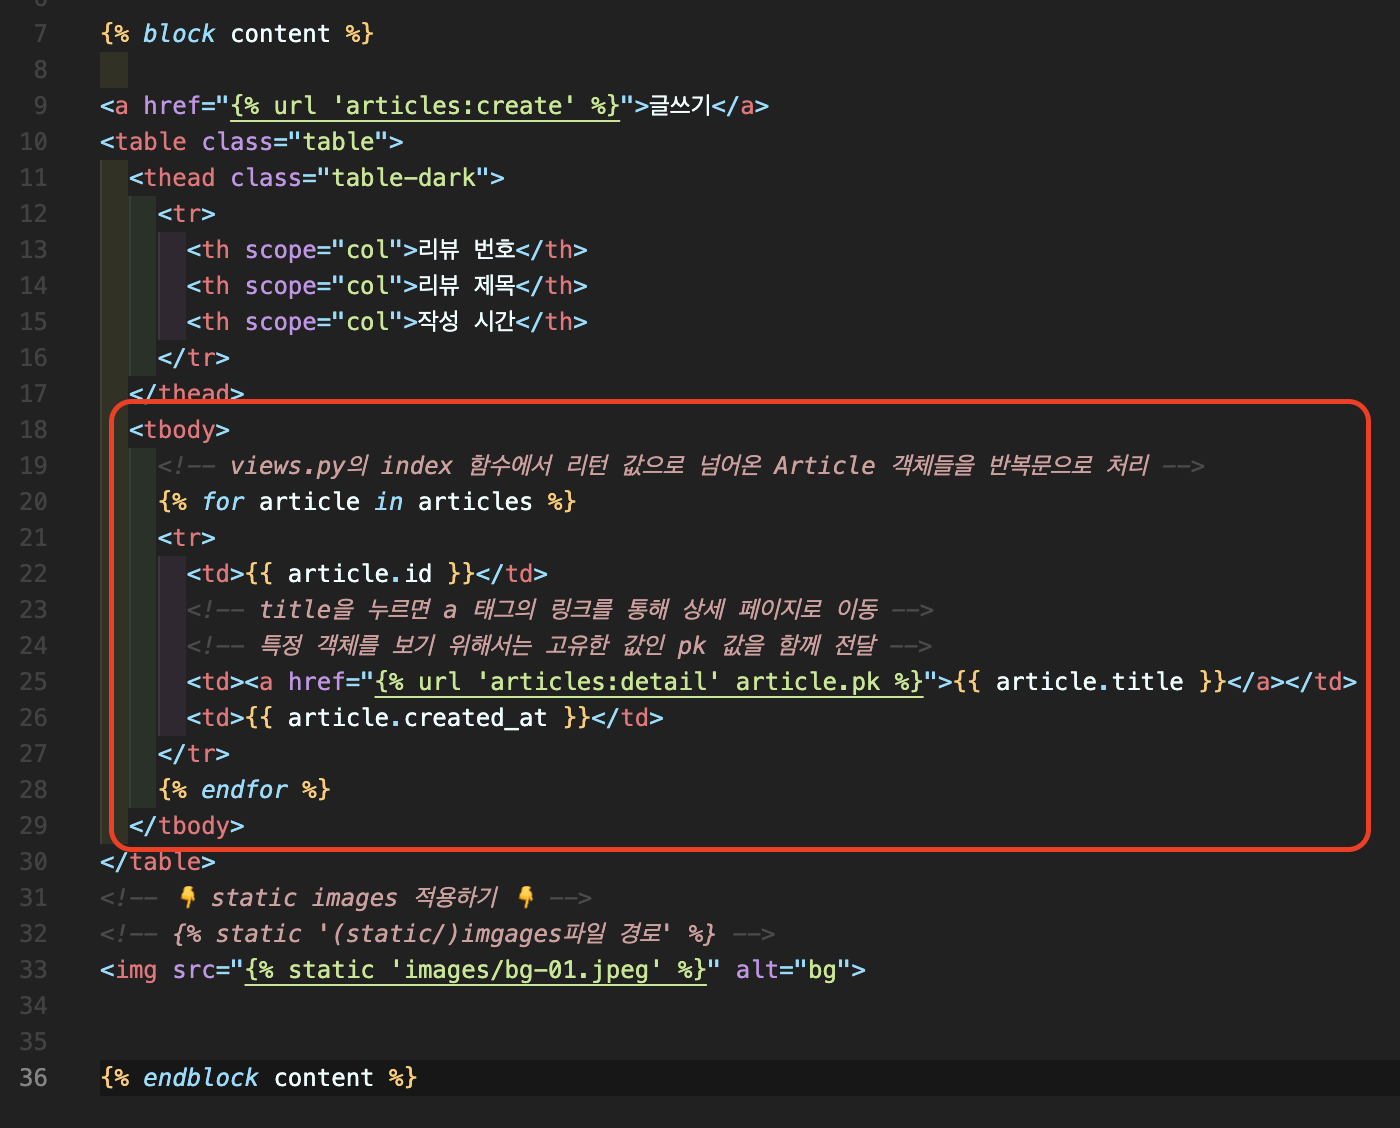 7 {% block content %}
8
9 <a href="{% url 'articles:create' %}">글쓰기</a>
10 <table class="table">
11 <thead class="table-dark">
12 <tr>
13 <th scope="col">리뷰 번호</th>
14 <th scope="col">리뷰 제목</th>
15 <th scope="col">작성 시간</th>
16 </tr>
17 </thead>
18 <tbody>
19 <!-- views.py의 index 함수에서 리턴 값으로 넘어온 Article 객체들을 반복문으로 처리 -->
20 {% for article in articles %}
21 <tr>
22 <td>{{ article.id }}</td>
23 <!-- title을 누르면 a 태그의 링크를 통해 상세 페이지로 이동 -->
24 <!-- 특정 객체를 보기 위해서는 고유한 값인 pk 값을 함께 전달 -->
25 <td><a href="{% url 'articles:detail' article.pk %}">{{ article.title }}</a></td>
26 <td>{{ article.created_at }}</td>
27 </tr>
28 {% endfor %}
29 </tbody>
30 </table>
31 <!-- 👇 static images 적용하기 👇 -->
32 <!-- {% static '(static/)imgages파일 경로' %} -->
33 <img src="{% static 'images/bg-01.jpeg' %}" alt="bg">
34
35
36 {% endblock content %}